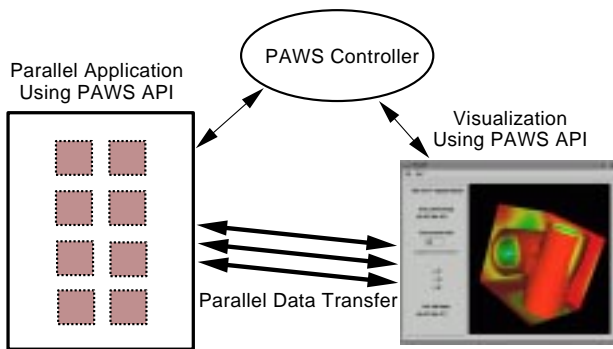 PAWS Controller
Parallel Application
Using PAWS API
Visualization
Using PAWS API
Parallel Data Transfer